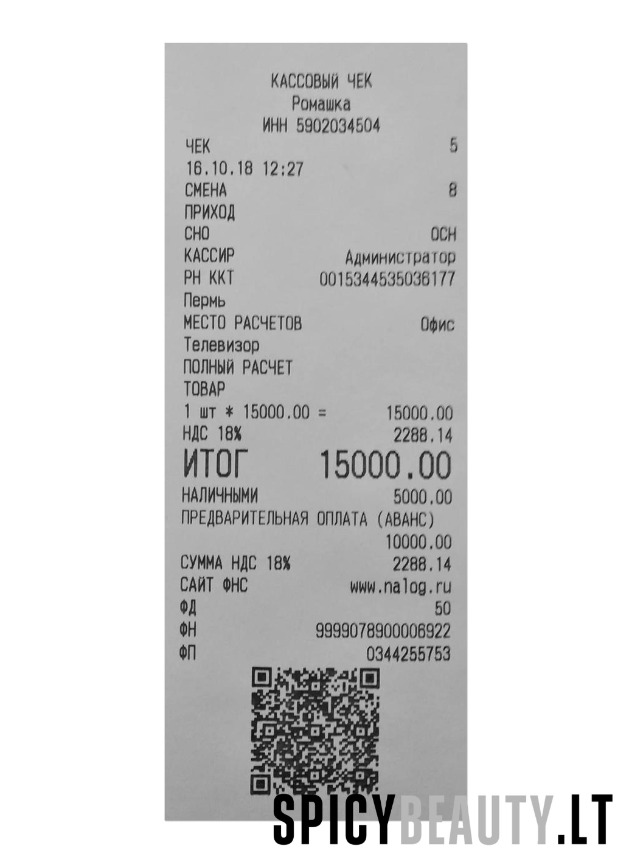 КАССОВЫЙ ЧЕК
Ромашка
ИНН 5902034504
ЧЕК 5
16.10.18 12:27
СМЕНА 8
ПРИХОД
СНО ОСН
КАССИР Администратор
РН ККТ 0015344535036177
Пермь
МЕСТО РАСЧЕТОВ Офис
Телевизор
ПОЛНЫЙ РАСЧЕТ
ТОВАР
1 шт * 15000.00 = 15000.00
НДС 18% 2288.14
ИТОГ 15000.00
НАЛИЧНЫМИ 5000.00
ПРЕДВАРИТЕЛЬНАЯ ОПЛАТА (АВАНС)
10000.00
СУММА НДС 18% 2288.14
САЙТ ФНС www.nalog.ru
ФД 50
ФН 9999078900006922
ФП 0344255753
SPICYBEAUTY.LT